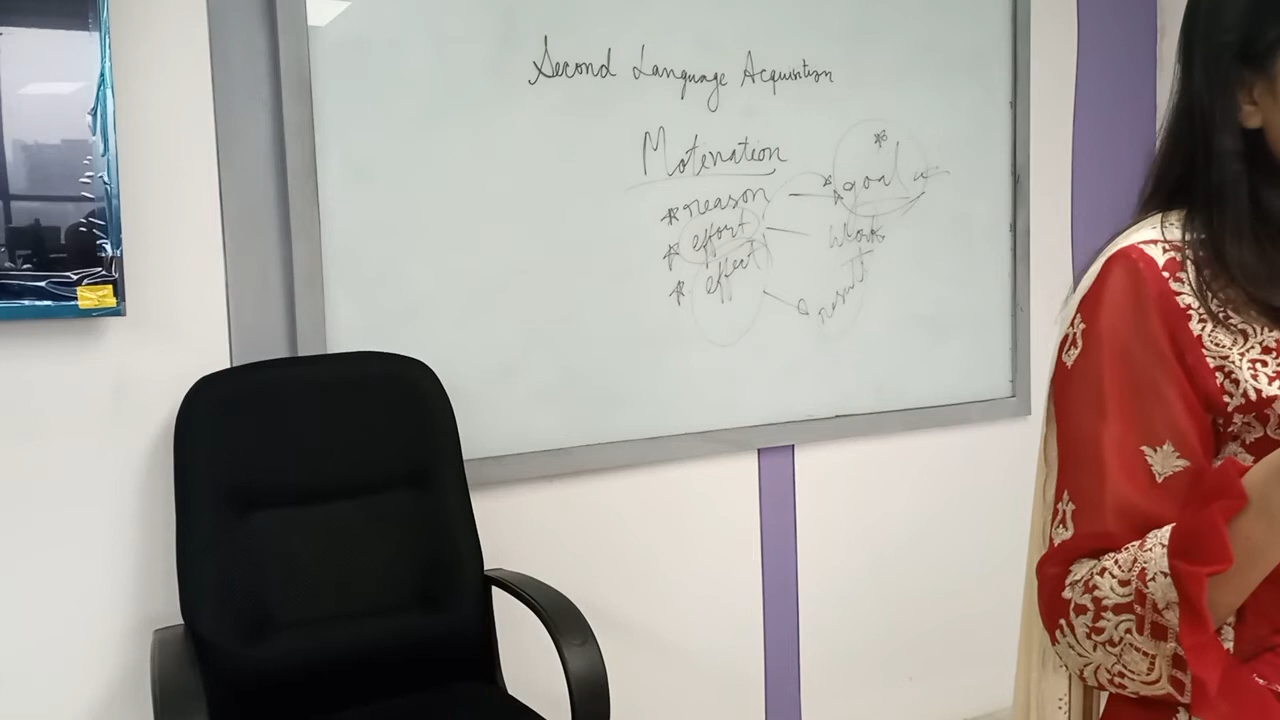 Second Language Acquisition
Motivation
* reason — * goal
* effort — work
* effect — result